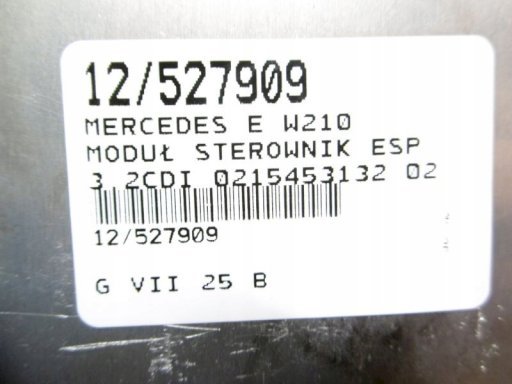 12/527909
MERCEDES E W210
MODUŁ STEROWNIK ESP
3.2CDI 0215453132 02
12/527909
G VII 25 B